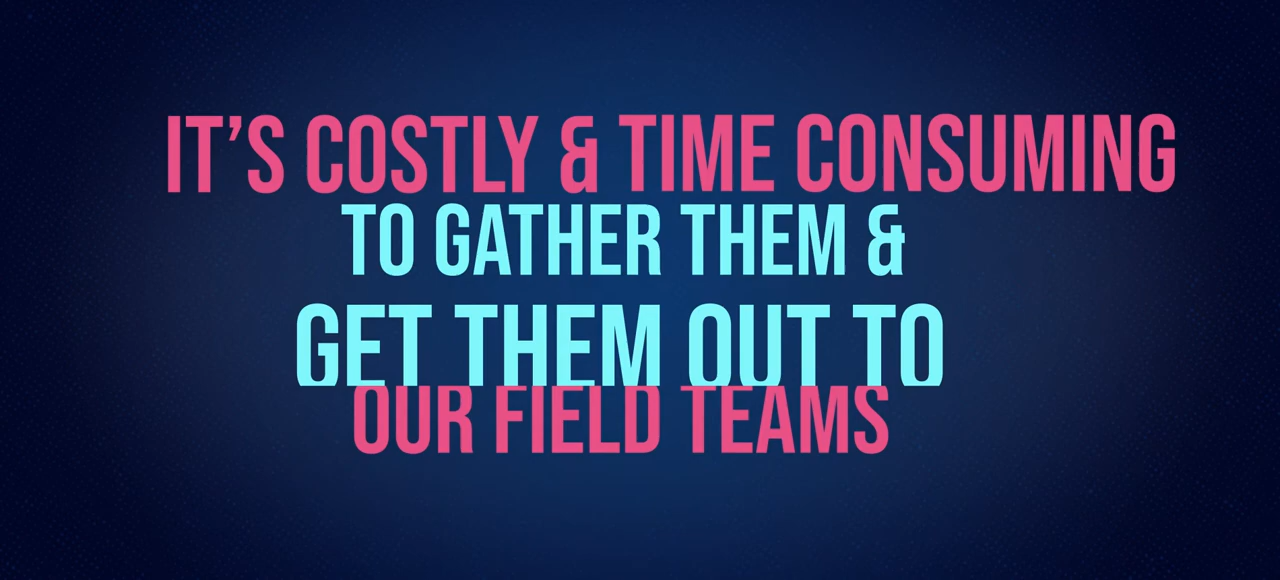 IT'S COSTLY & TIME CONSUMING
TO GATHER THEM &
GET THEM OUT TO
OUR FIELD TEAMS